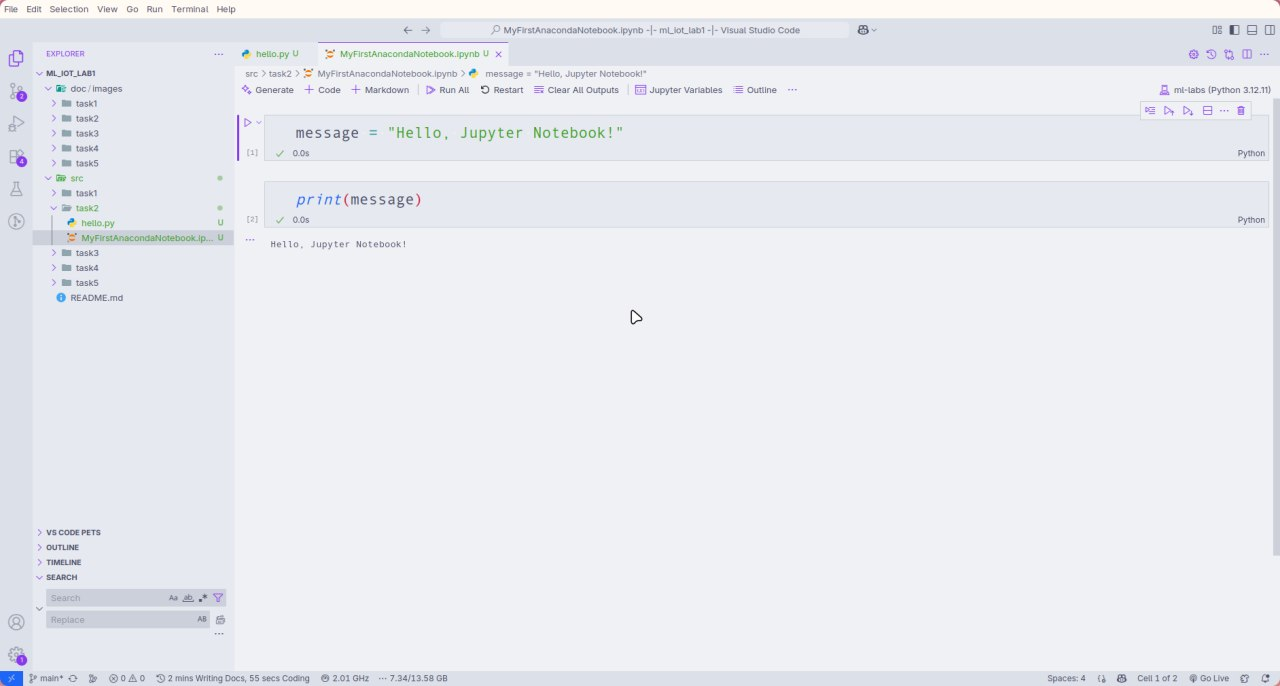 File Edit Selection View Go Run Terminal Help
MyFirstAnacondaNotebook.ipynb -|- ml_iot_lab1 -|- Visual Studio Code
EXPLORER
ML_IOT_LAB1
doc / images
task1
task2
task3
task4
task5
src
task1
task2
hello.py U
MyFirstAnacondaNotebook.ip... U
task3
task4
task5
README.md
VS CODE PETS
OUTLINE
TIMELINE
SEARCH
Search Aa ab
Replace AB
hello.py U MyFirstAnacondaNotebook.ipynb U
src > task2 > MyFirstAnacondaNotebook.ipynb > message = "Hello, Jupyter Notebook!"
Generate + Code + Markdown Run All Restart Clear All Outputs Jupyter Variables Outline ... ml-labs (Python 3.12.11)
message = "Hello, Jupyter Notebook!"
[1] 0.0s Python
print(message)
[2] 0.0s Python
Hello, Jupyter Notebook!
2
4
1
main* 0 0 2 mins Writing Docs, 55 secs Coding 2.01 GHz 7.34/13.58 GB Spaces: 4 Cell 1 of 2 Go Live